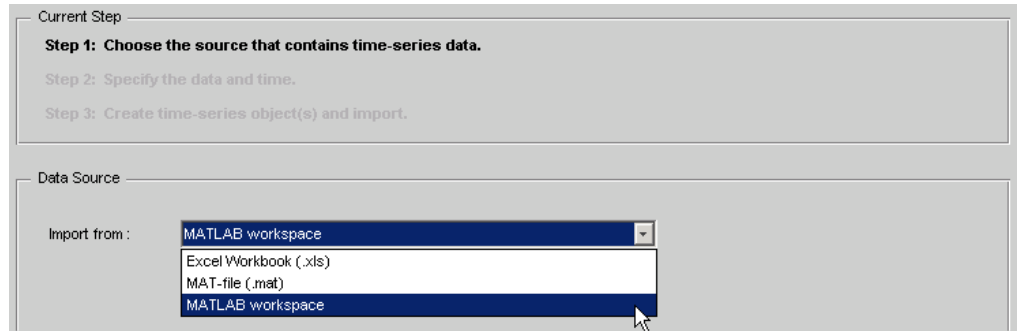 Current Step
Step 1: Choose the source that contains time-series data.
Step 2: Specify the data and time.
Step 3: Create time-series object(s) and import.
Data Source
Import from : MATLAB workspace
Excel Workbook (.xls)
MAT-file (.mat)
MATLAB workspace